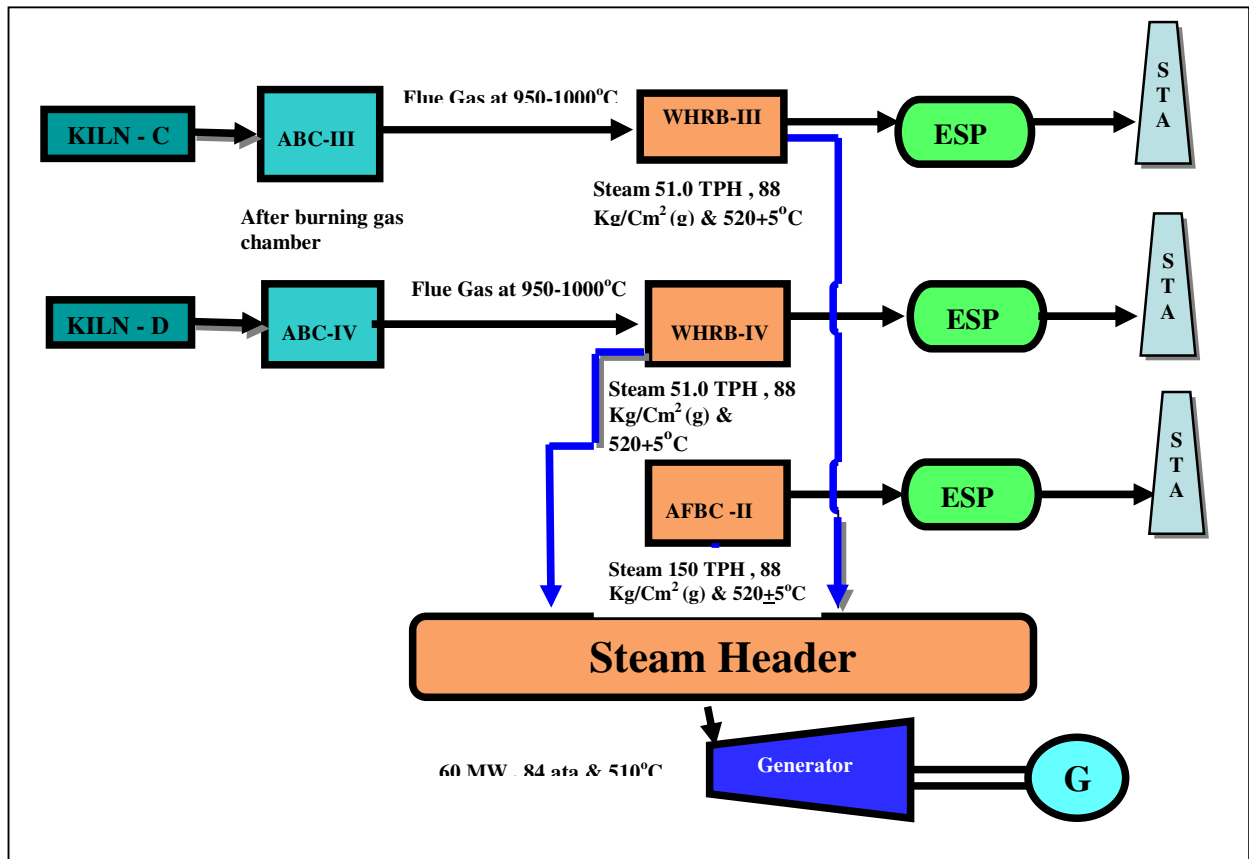 Flue Gas at 950-1000°C
KILN - C
ABC-III
WHRB-III
ESP
S
T
A
Steam 51.0 TPH , 88
Kg/Cm² (g) & 520+5°C
After burning gas
chamber
Flue Gas at 950-1000°C
KILN - D
ABC-IV
WHRB-IV
ESP
S
T
A
Steam 51.0 TPH , 88
Kg/Cm² (g) &
520+5°C
AFBC -II
ESP
S
T
A
Steam 150 TPH , 88
Kg/Cm² (g) & 520±5°C
Steam Header
60 MW , 84 ata & 510°C
Generator
G